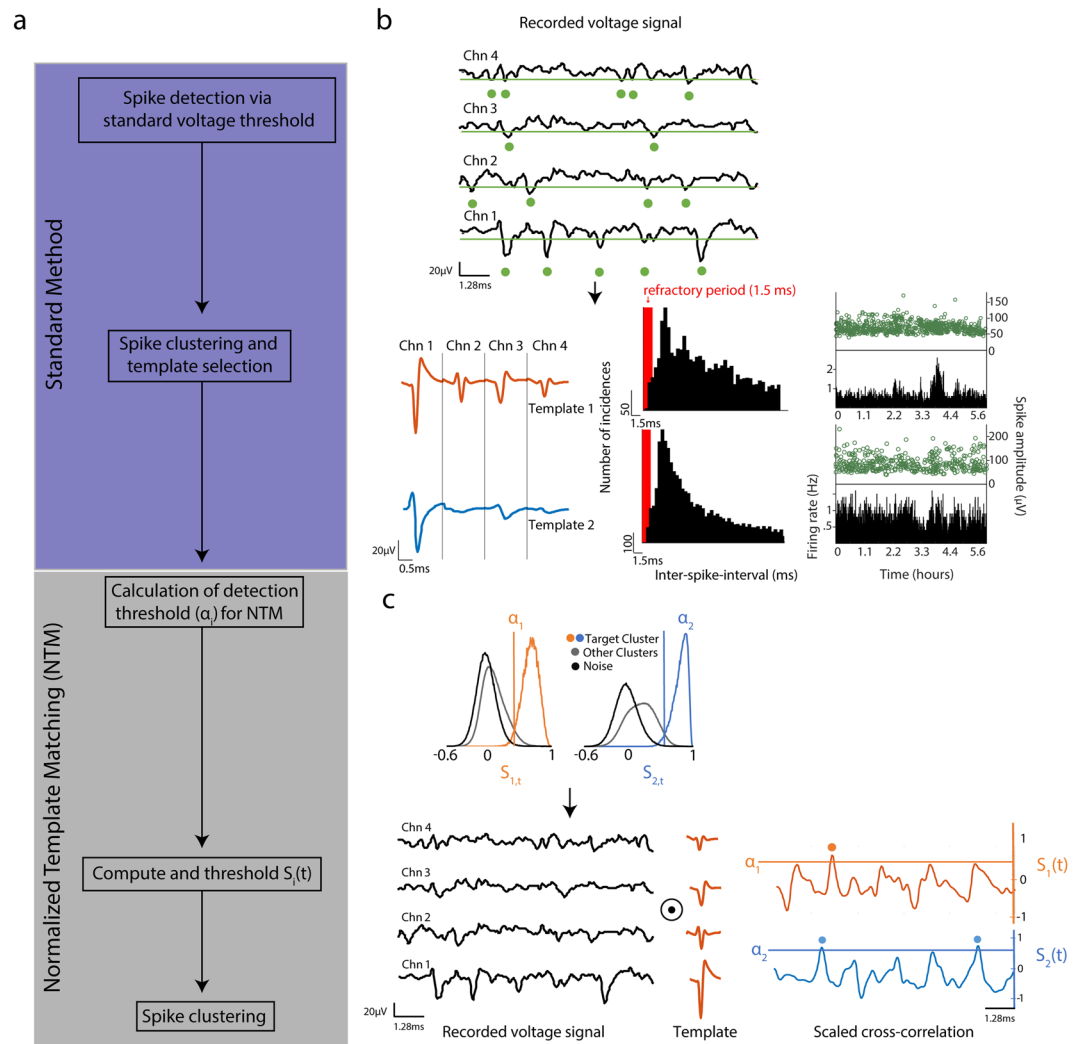 a
Standard Method
Spike detection via
standard voltage threshold
Spike clustering and
template selection
Normalized Template Matching (NTM)
Calculation of detection
threshold (αi) for NTM
Compute and threshold Si(t)
Spike clustering
b
Recorded voltage signal
Chn 4
Chn 3
Chn 2
Chn 1
20μV
1.28ms
Chn 1
Chn 2
Chn 3
Chn 4
Template 1
Template 2
20μV
0.5ms
refractory period (1.5 ms)
Number of incidences
50
1.5ms
100
1.5ms
Inter-spike-interval (ms)
150
100
50
0
2
1
0 1.1 2.2 3.3 4.4 5.6
200
100
0
1
.5
0 1.1 2.2 3.3 4.4 5.6
Firing rate (Hz)
Spike amplitude (μV)
Time (hours)
c
α1
α2
Target Cluster
Other Clusters
Noise
-0.6 0 1
S1,t
-0.6 0 1
S2,t
Chn 4
Chn 3
Chn 2
Chn 1
20μV
1.28ms
Recorded voltage signal
Template
α1
1
0
-1
S1(t)
α2
1
0
-1
S2(t)
1.28ms
Scaled cross-correlation